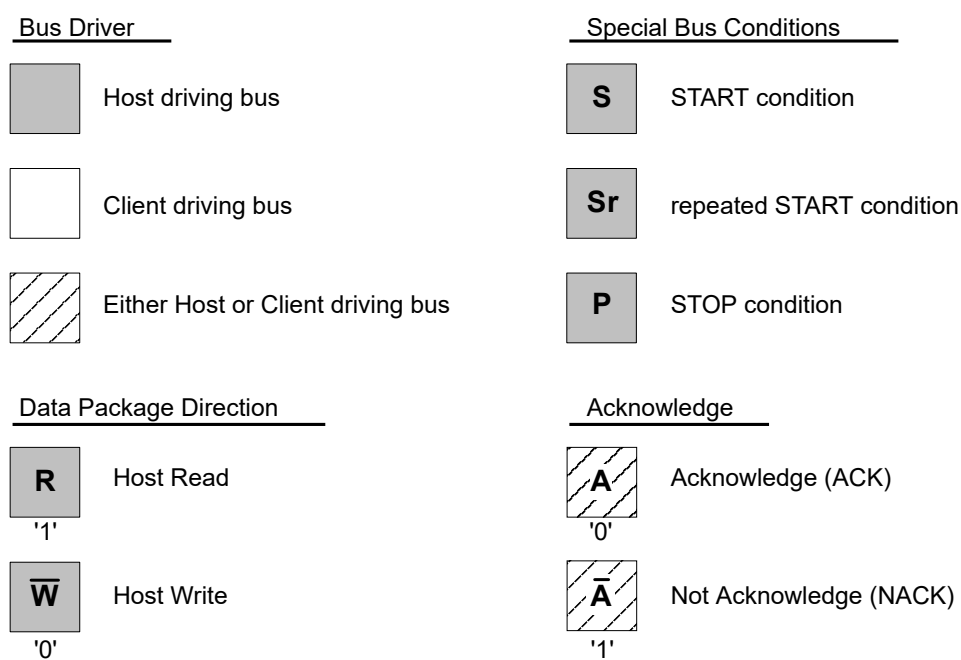 Bus Driver
Host driving bus
Client driving bus
Either Host or Client driving bus
Special Bus Conditions
S START condition
Sr repeated START condition
P STOP condition
Data Package Direction
R Host Read
'1'
W̅ Host Write
'0'
Acknowledge
A Acknowledge (ACK)
'0'
A̅ Not Acknowledge (NACK)
'1'